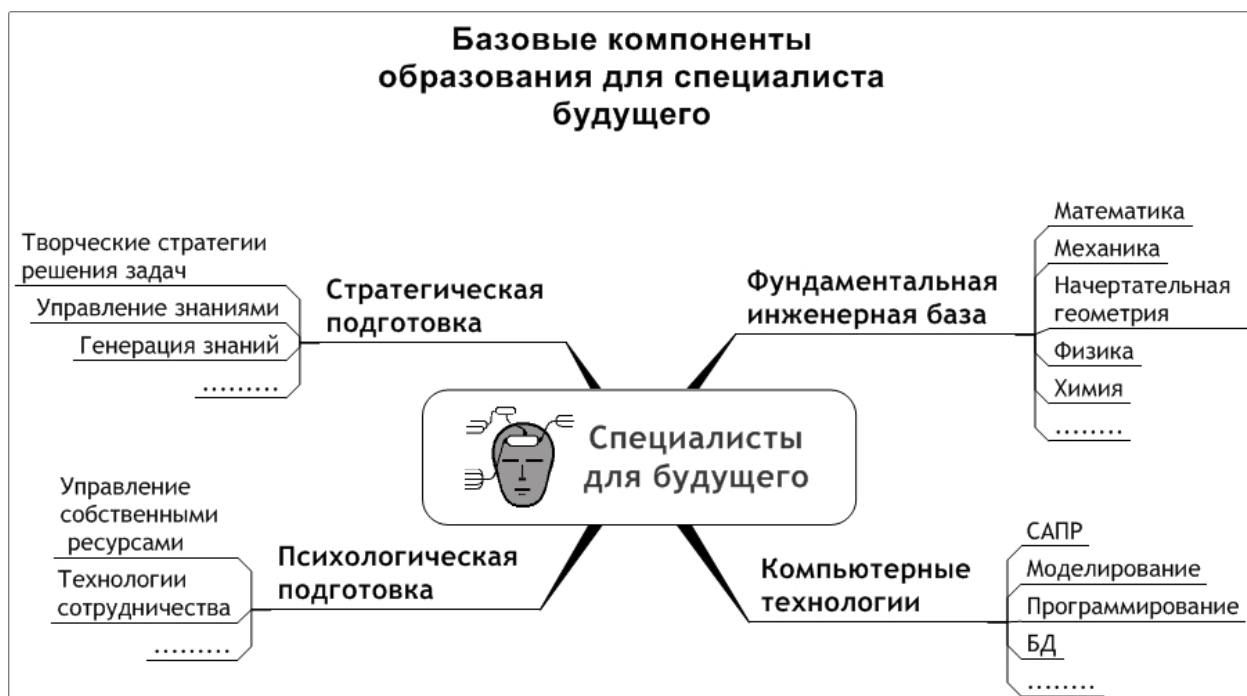 Базовые компоненты
образования для специалиста
будущего
Творческие стратегии
решения задач
Управление знаниями
Генерация знаний
.........
Стратегическая
подготовка
Фундаментальная
инженерная база
Математика
Механика
Начертательная
геометрия
Физика
Химия
........
Специалисты
для будущего
Управление
собственными
ресурсами
Технологии
сотрудничества
.........
Психологическая
подготовка
Компьютерные
технологии
САПР
Моделирование
Программирование
БД
........